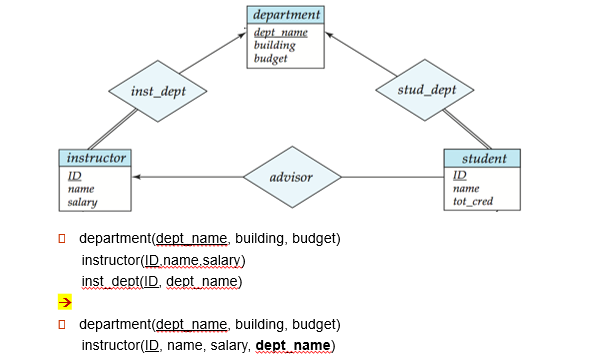 department
dept_name
building
budget
inst_dept
stud_dept
instructor
ID
name
salary
advisor
student
ID
name
tot_cred
department(dept_name, building, budget)
instructor(ID,name,salary)
inst_dept(ID, dept_name)
→
department(dept_name, building, budget)
instructor(ID, name, salary, dept_name)